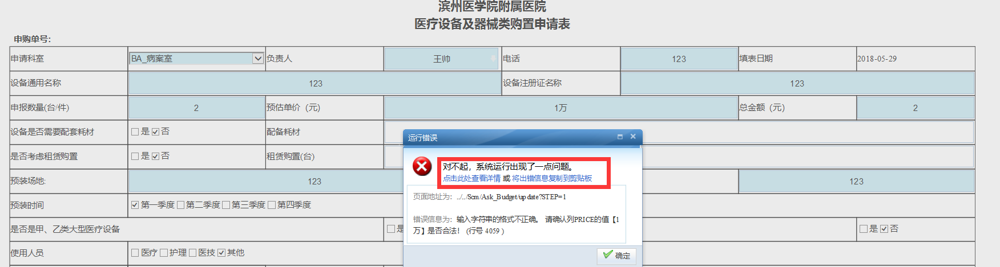 滨州医学院附属医院
医疗设备及器械类购置申请表
申购单号:
申请科室 BA_病案室 负责人 王帅 电话 123 填表日期 2018-05-29
设备通用名称 123 设备注册证名称 123
申报数量(台/件) 2 预估单价（元） 1万 总金额（元） 2
设备是否需要配套耗材 是 否 配备耗材
是否考虑租赁购置 是 否 租赁购置(台)
预装场地: 123 123
预装时间 第一季度 第二季度 第三季度 第四季度
是否是甲、乙类大型医疗设备 是 是 否
使用人员 医疗 护理 医技 其他
运行错误
对不起，系统运行出现了一点问题。
点击此处查看详情 或 将出错信息复制到剪贴板
页面地址为: ../../Scm/Ask_Budget/update?STEP=1
错误信息为: 输入字符串的格式不正确。 请确认列PRICE的值【1
万】是否合法！ (行号 4059 )
确定